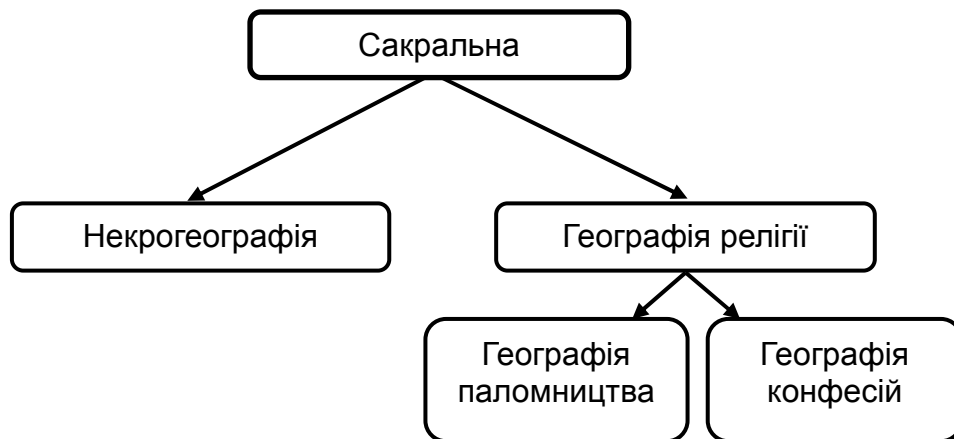 Сакральна
Некрогеографія
Географія релігії
Географія
паломництва
Географія
конфесій